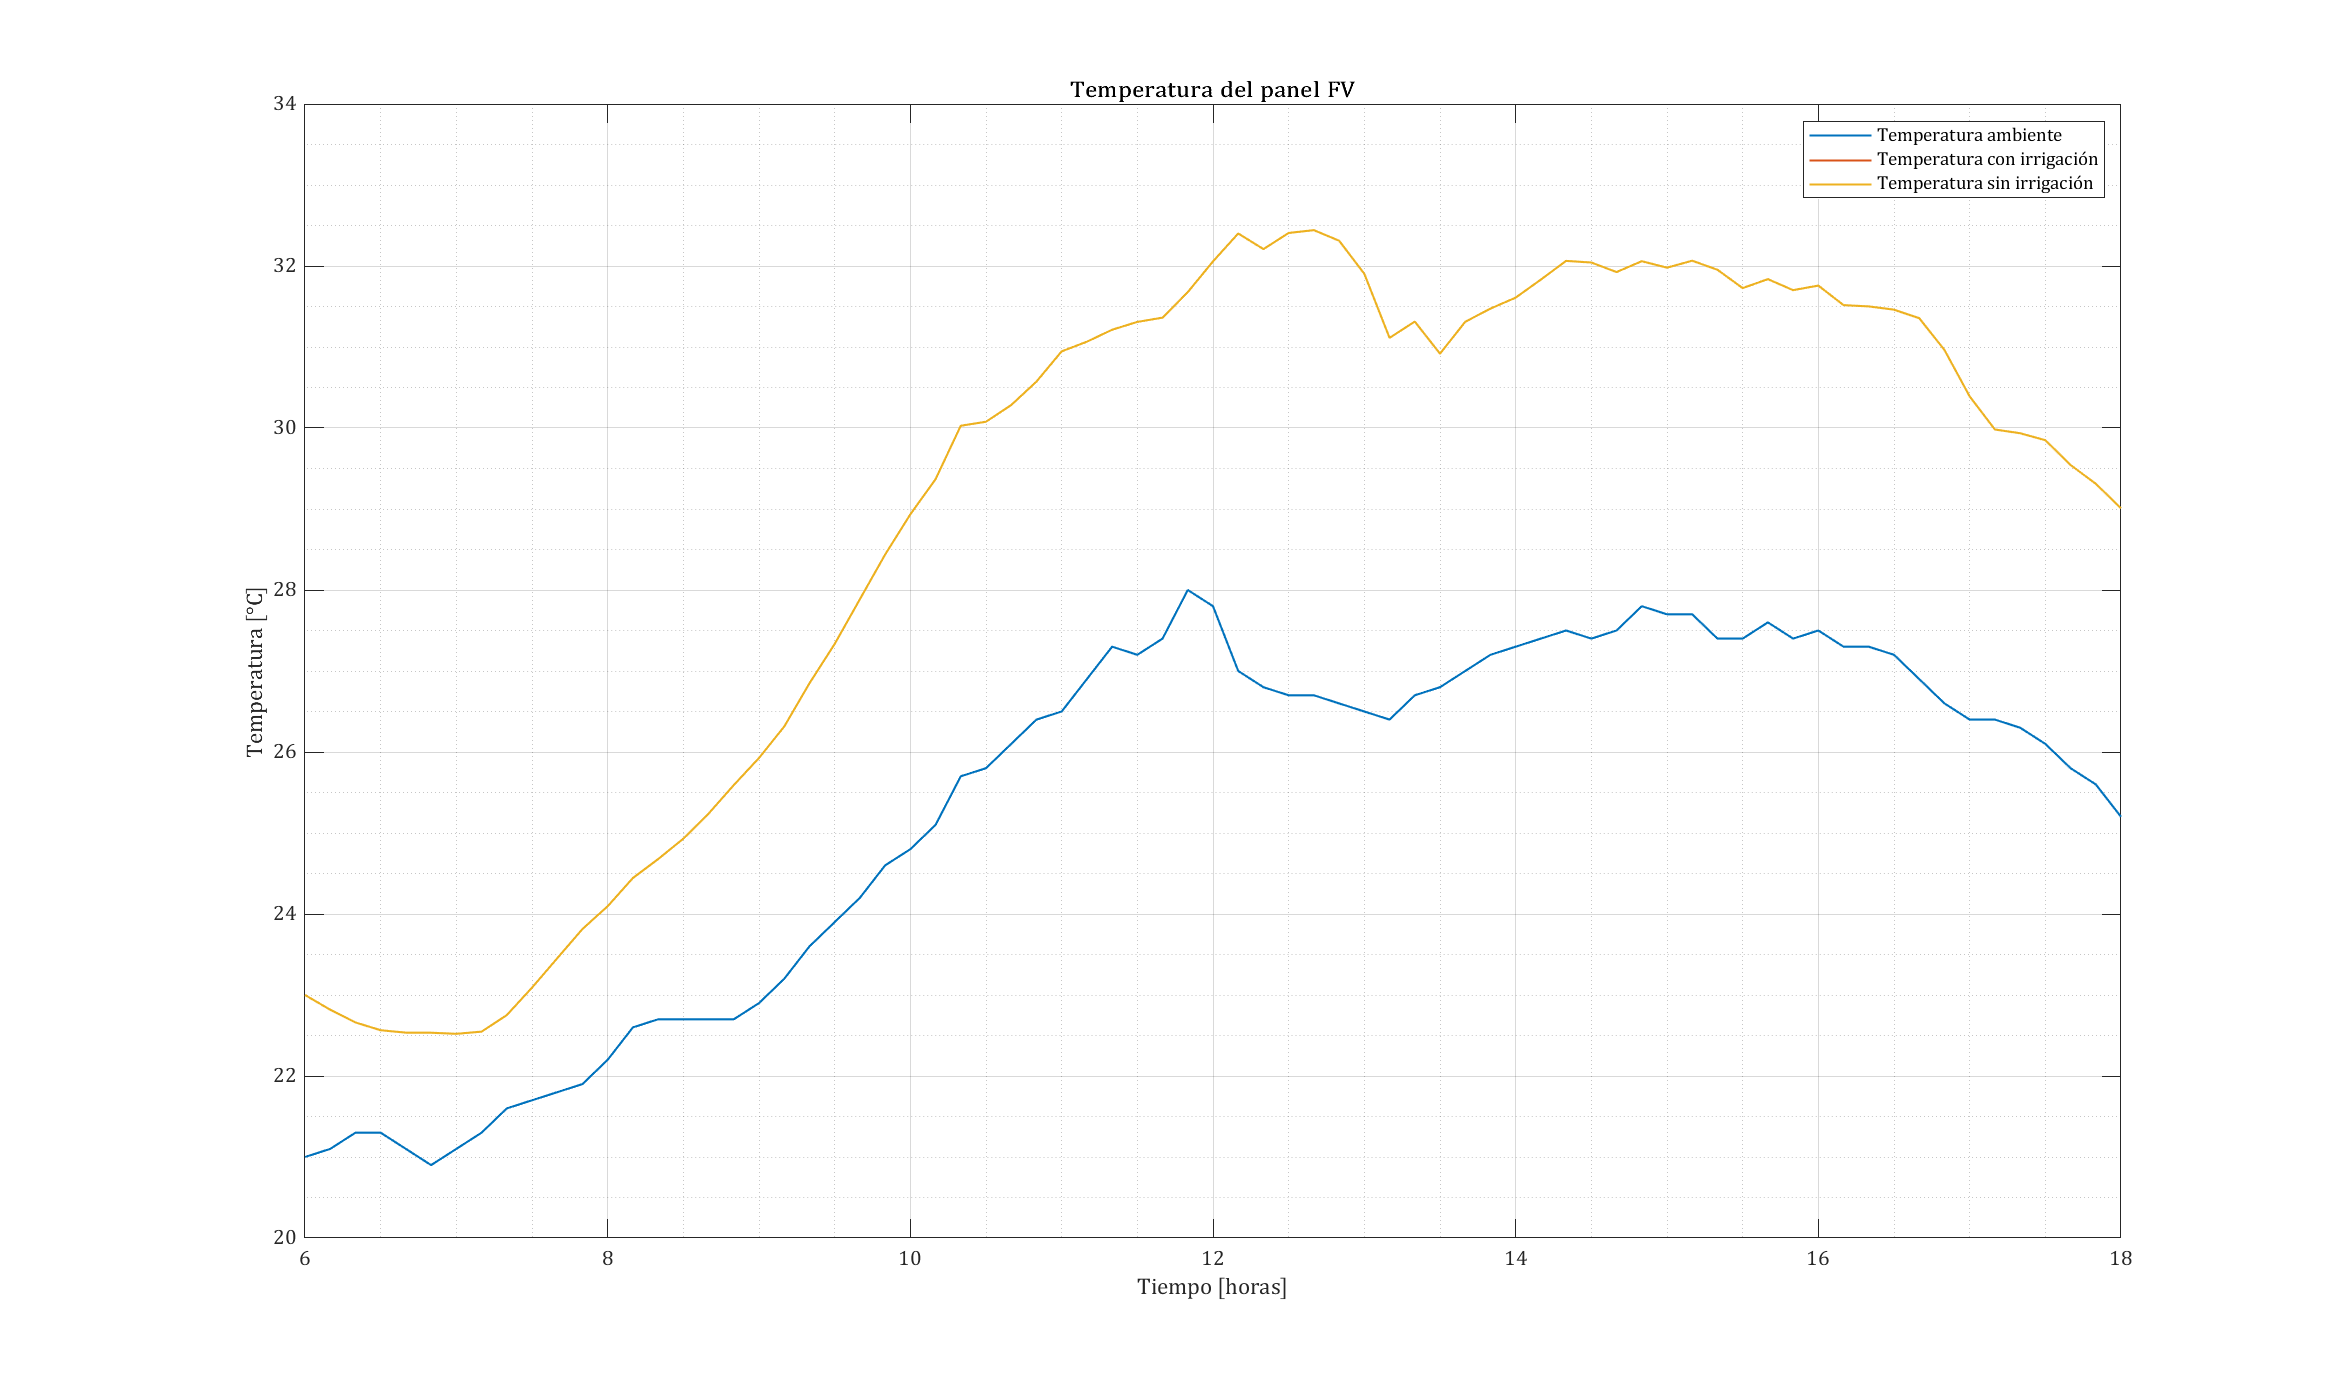 Temperatura del panel FV
34
32
30
28
26
24
22
20
Temperatura [°C]
Temperatura ambiente
Temperatura con irrigación
Temperatura sin irrigación
6 8 10 12 14 16 18
Tiempo [horas]